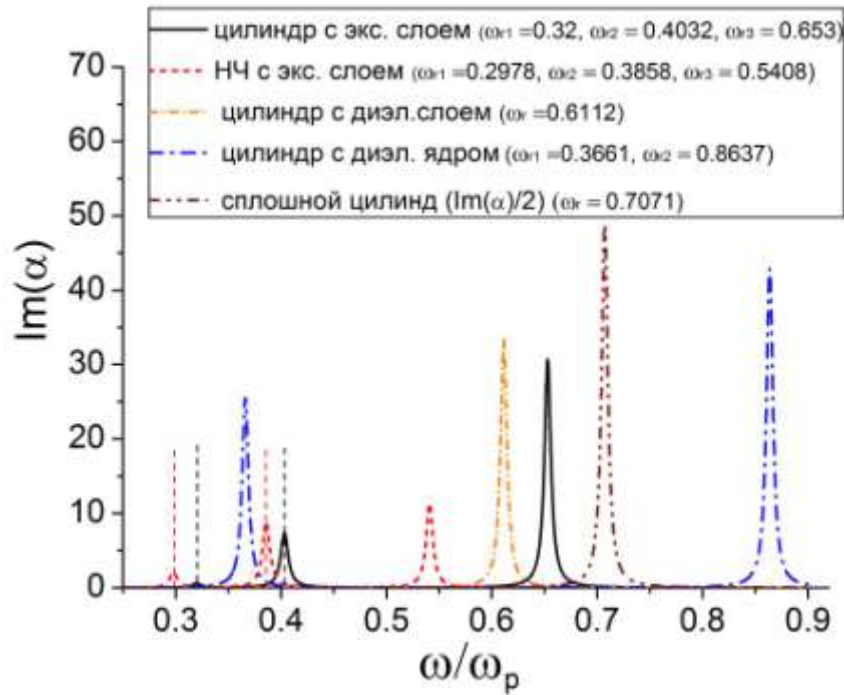 цилиндр с экс. слоем (ωr1 =0.32, ωr2 = 0.4032, ωr3 = 0.653)
НЧ с экс. слоем (ωr1 =0.2978, ωr2 = 0.3858, ωr3 = 0.5408)
цилиндр с диэл.слоем (ωr =0.6112)
цилиндр с диэл. ядром (ωr1 =0.3661, ωr2 = 0.8637)
сплошной цилинд (Im(α)/2) (ωr = 0.7071)
Im(α)
70
60
50
40
30
20
10
0
0.3 0.4 0.5 0.6 0.7 0.8 0.9
ω/ωp